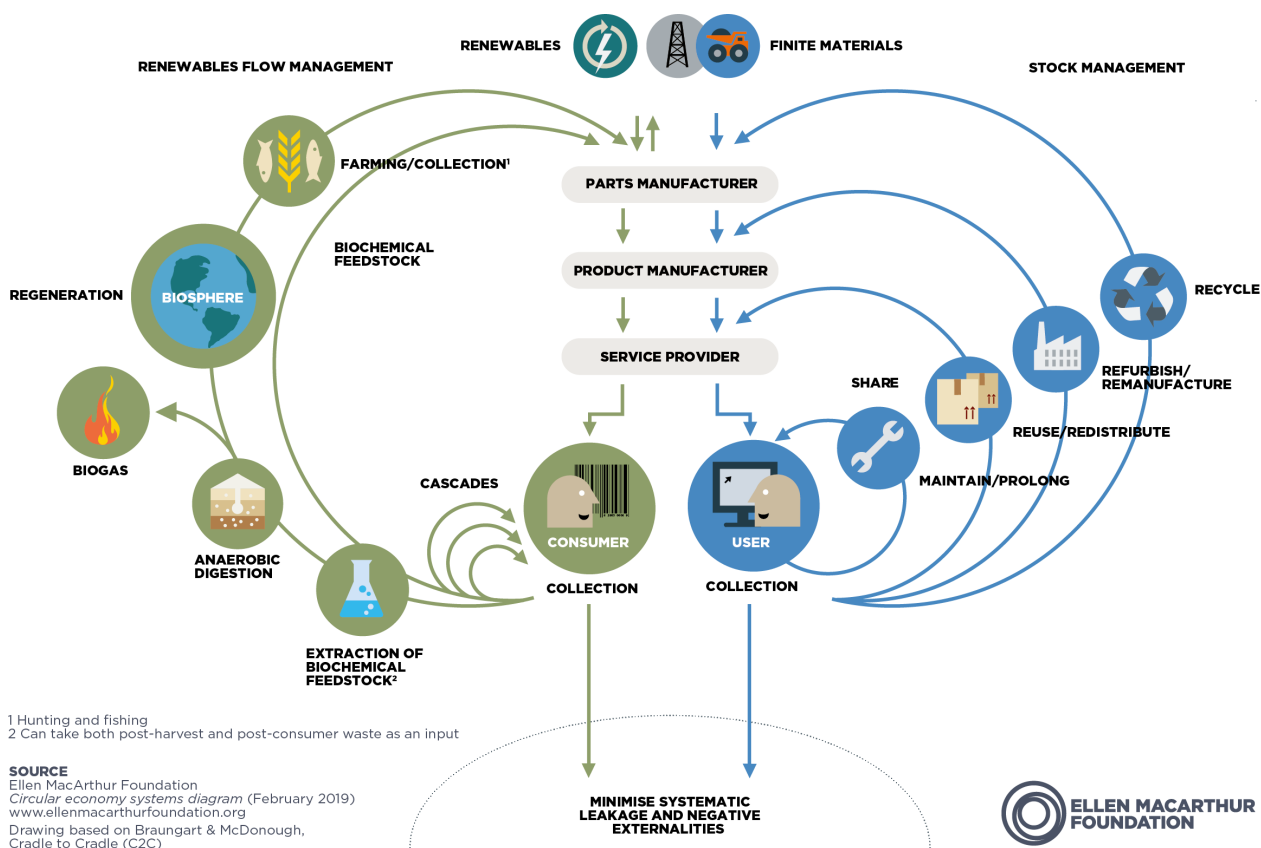 RENEWABLES
FINITE MATERIALS
RENEWABLES FLOW MANAGEMENT
STOCK MANAGEMENT
FARMING/COLLECTION¹
PARTS MANUFACTURER
BIOCHEMICAL
FEEDSTOCK
PRODUCT MANUFACTURER
REGENERATION
BIOSPHERE
RECYCLE
SERVICE PROVIDER
SHARE
REFURBISH/
REMANUFACTURE
REUSE/REDISTRIBUTE
BIOGAS
CASCADES
MAINTAIN/PROLONG
CONSUMER
USER
ANAEROBIC
DIGESTION
COLLECTION
COLLECTION
EXTRACTION OF
BIOCHEMICAL
FEEDSTOCK²
1 Hunting and fishing
2 Can take both post-harvest and post-consumer waste as an input
SOURCE
Ellen MacArthur Foundation
Circular economy systems diagram (February 2019)
www.ellenmacarthurfoundation.org
Drawing based on Braungart & McDonough,
Cradle to Cradle (C2C)
MINIMISE SYSTEMATIC
LEAKAGE AND NEGATIVE
EXTERNALITIES
ELLEN MACARTHUR
FOUNDATION